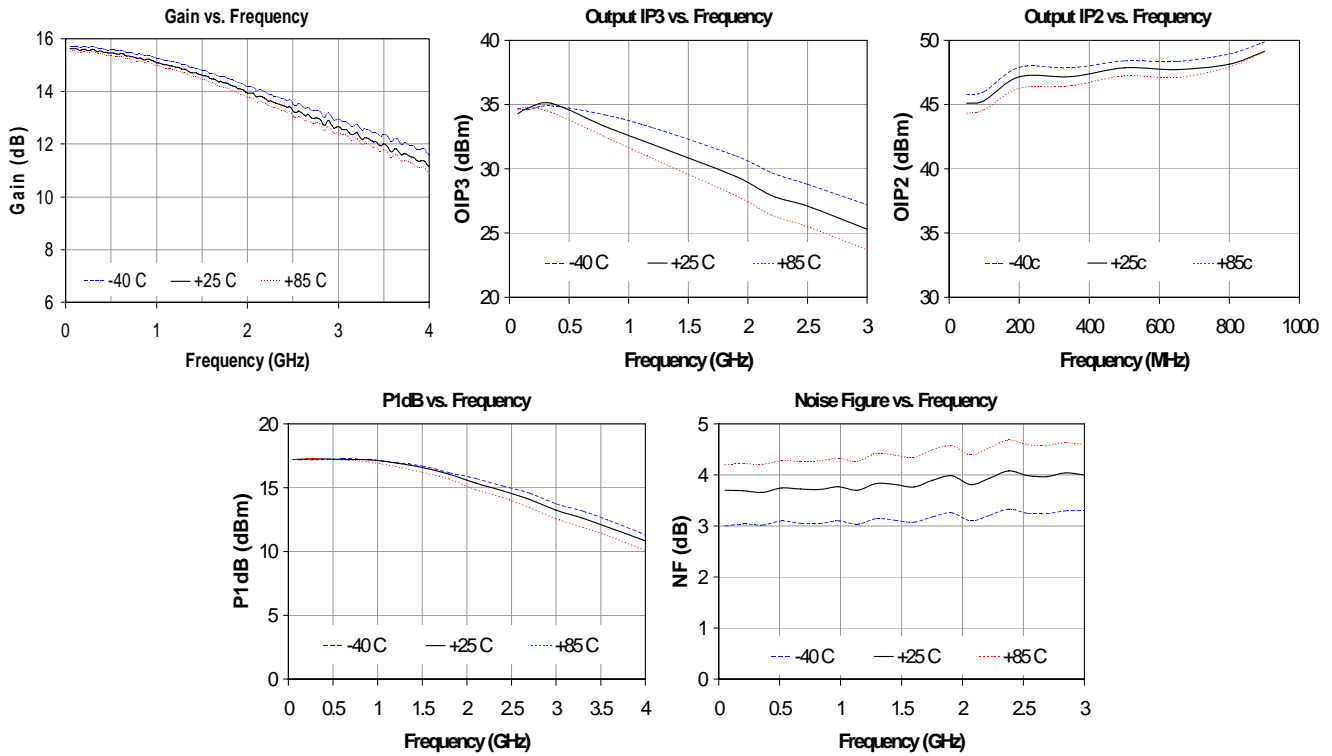 Gain vs. Frequency
16
14
12
10
8
6
Gain (dB)
-40 C +25 C +85 C
0 1 2 3 4
Frequency (GHz)
Output IP3 vs. Frequency
40
35
30
25
20
OIP3 (dBm)
-40 C +25 C +85 C
0 0.5 1 1.5 2 2.5 3
Frequency (GHz)
Output IP2 vs. Frequency
50
45
40
35
30
OIP2 (dBm)
-40c +25c +85c
0 200 400 600 800 1000
Frequency (MHz)
P1dB vs. Frequency
20
15
10
5
0
P1dB (dBm)
-40 C +25 C +85 C
0 0.5 1 1.5 2 2.5 3 3.5 4
Frequency (GHz)
Noise Figure vs. Frequency
5
4
3
2
1
0
NF (dB)
-40 C +25 C +85 C
0 0.5 1 1.5 2 2.5 3
Frequency (GHz)